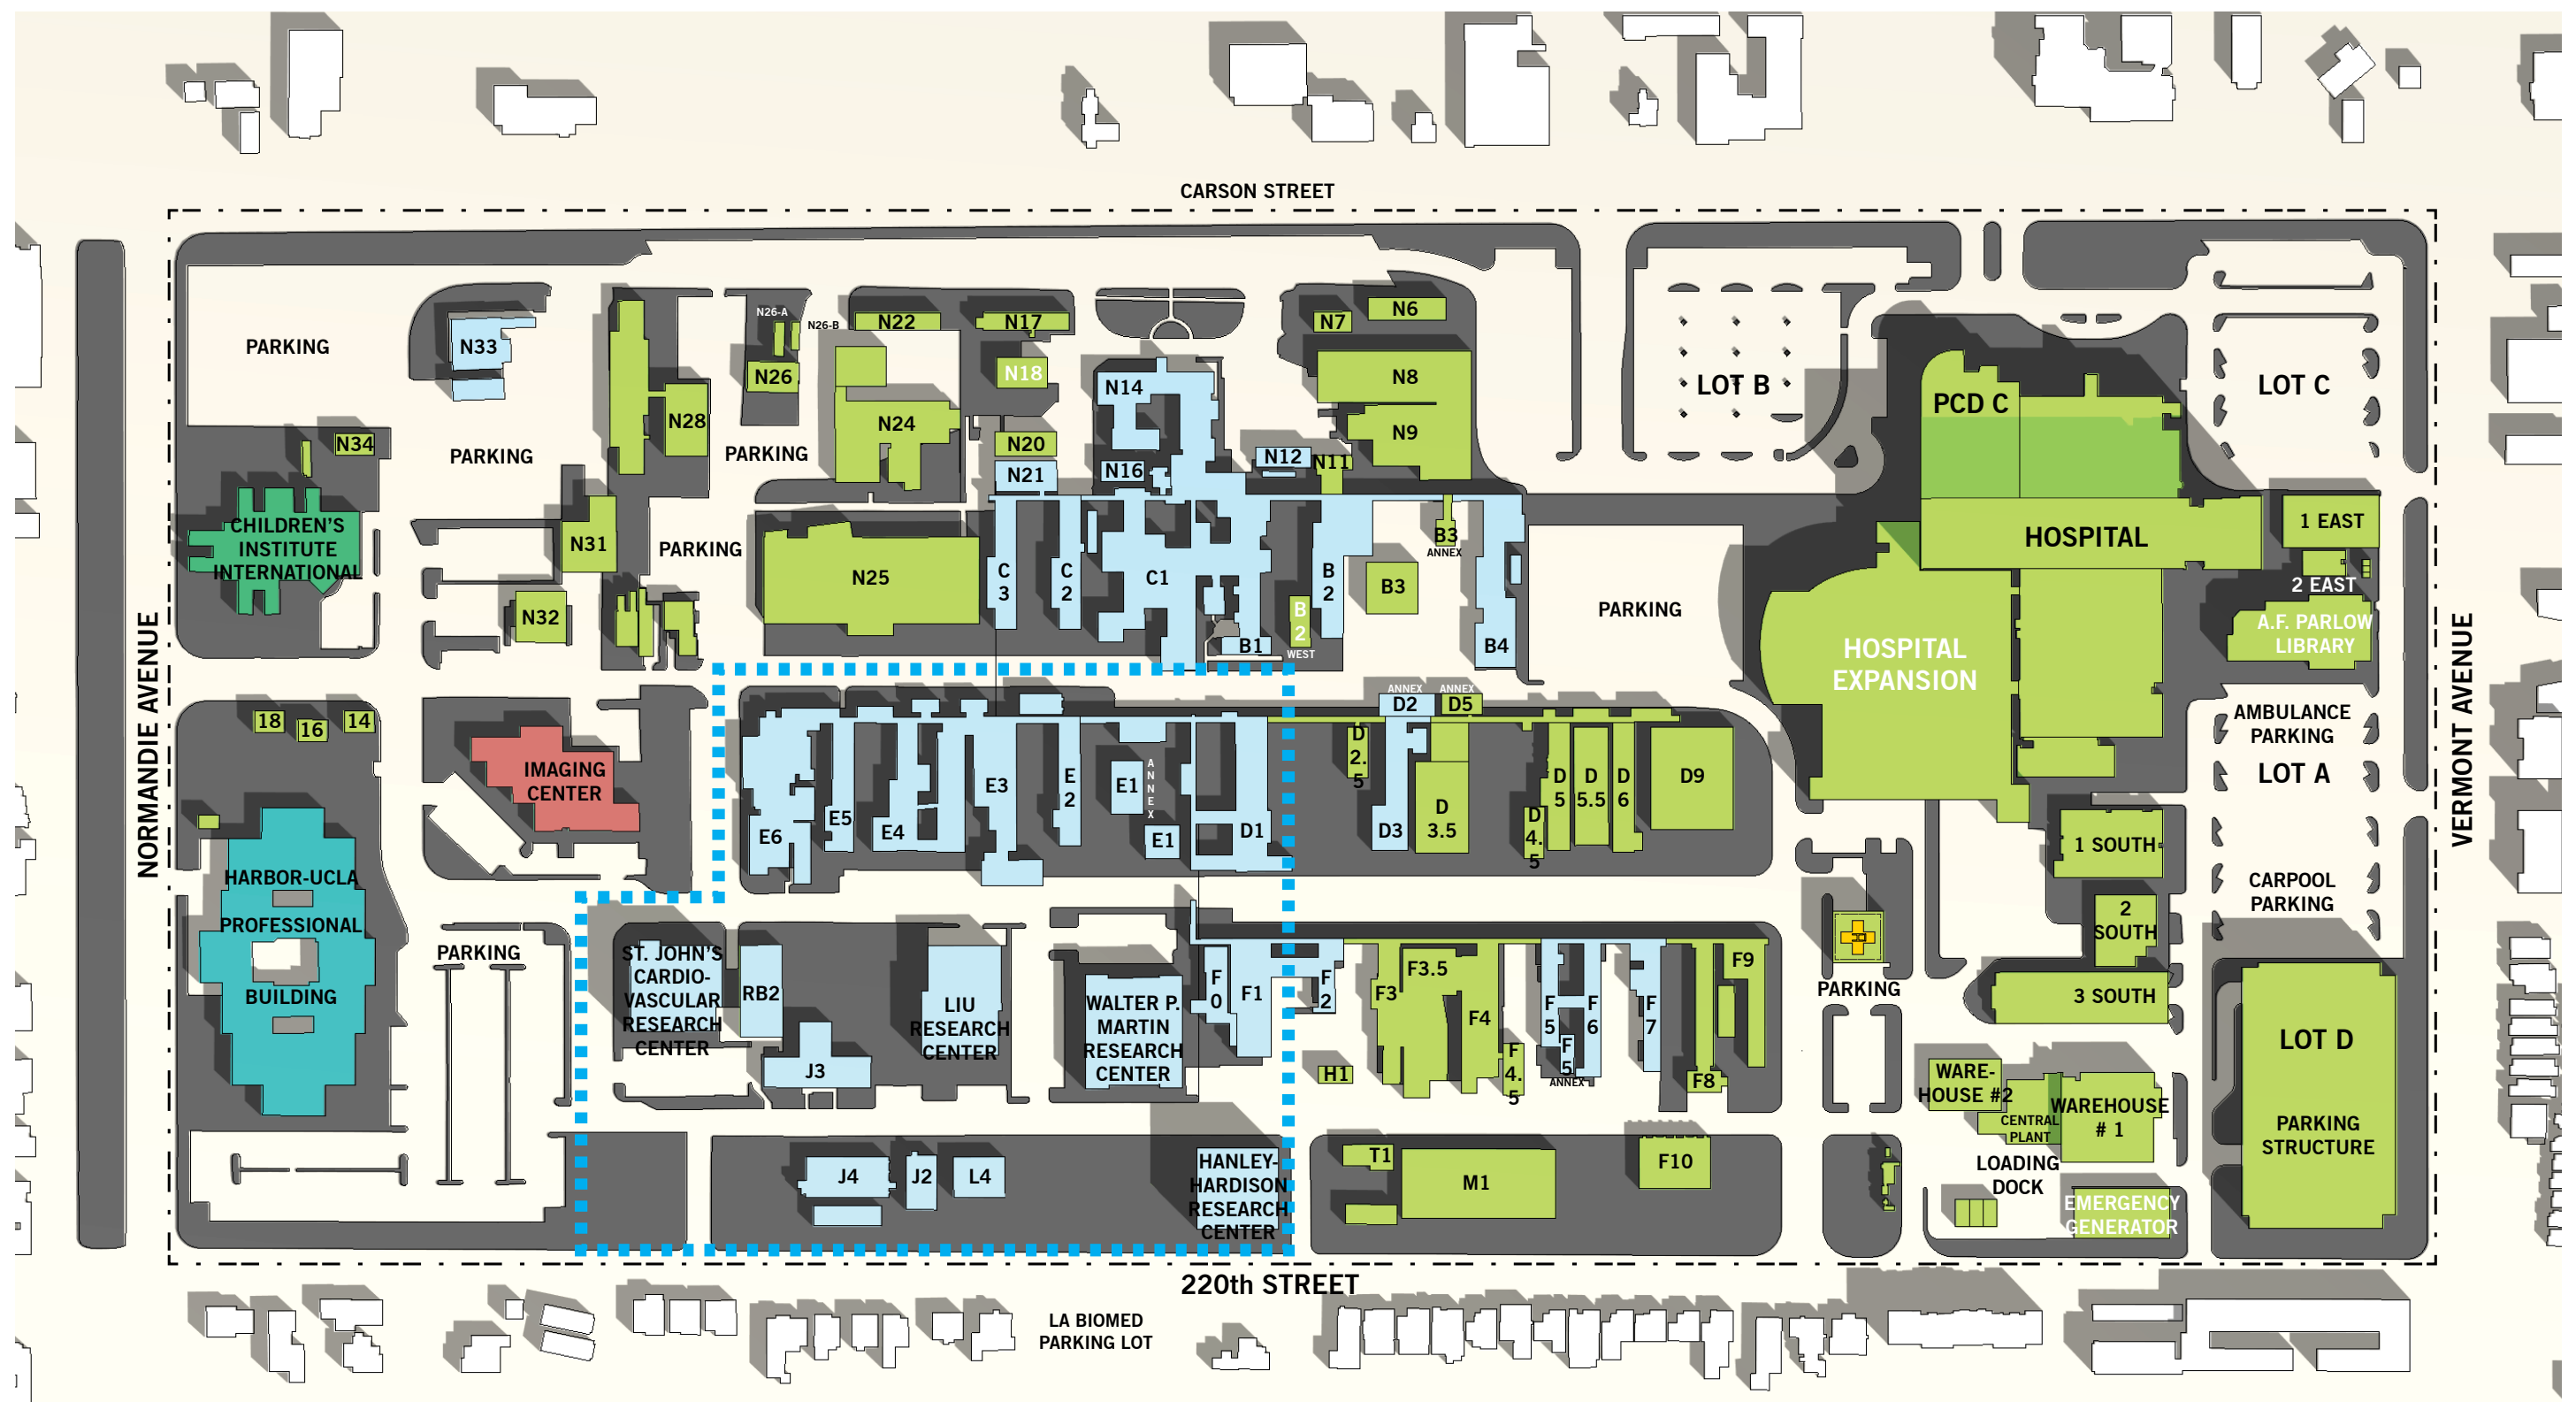 CARSON STREET
N26-A
N26-B
N22
N17
N7
N6
PARKING
N33
N26
N18
N14
N8
LOT B
PCD C
LOT C
N28
N24
N9
N34
PARKING
PARKING
N20
N21
N16
N12
N11
CHILDREN'S
INSTITUTE
INTERNATIONAL
N31
PARKING
N25
C
3
C
2
C1
B
2
B3
ANNEX
B3
PARKING
HOSPITAL
1 EAST
2 EAST
N32
B
2
WEST
B1
B4
HOSPITAL
EXPANSION
A.F. PARLOW
LIBRARY
NORMANDIE AVENUE
VERMONT AVENUE
18
16
14
ANNEX
D2
ANNEX
D5
AMBULANCE
PARKING
LOT A
IMAGING
CENTER
E6
E5
E4
E3
E
2
E1
ANNEX
E1
D1
D
2.
5
D3
D
3.5
D
4.
5
D
5
D
5.5
D
6
D9
1 SOUTH
HARBOR-UCLA
PROFESSIONAL
BUILDING
CARPOOL
PARKING
2
SOUTH
PARKING
ST. JOHN'S
CARDIO-
VASCULAR
RESEARCH
CENTER
RB2
LIU
RESEARCH
CENTER
WALTER P.
MARTIN
RESEARCH
CENTER
F
0
F1
F
2
F3
F3.5
F4
F
4.
5
F
5
F
6
F
5
ANNEX
F
7
F8
F9
H
PARKING
3 SOUTH
LOT D
PARKING
STRUCTURE
J3
H1
WARE-
HOUSE #2
CENTRAL
PLANT
WAREHOUSE
# 1
J4
J2
L4
HANLEY-
HARDISON
RESEARCH
CENTER
T1
M1
F10
LOADING
DOCK
EMERGENCY
GENERATOR
220th STREET
LA BIOMED
PARKING LOT